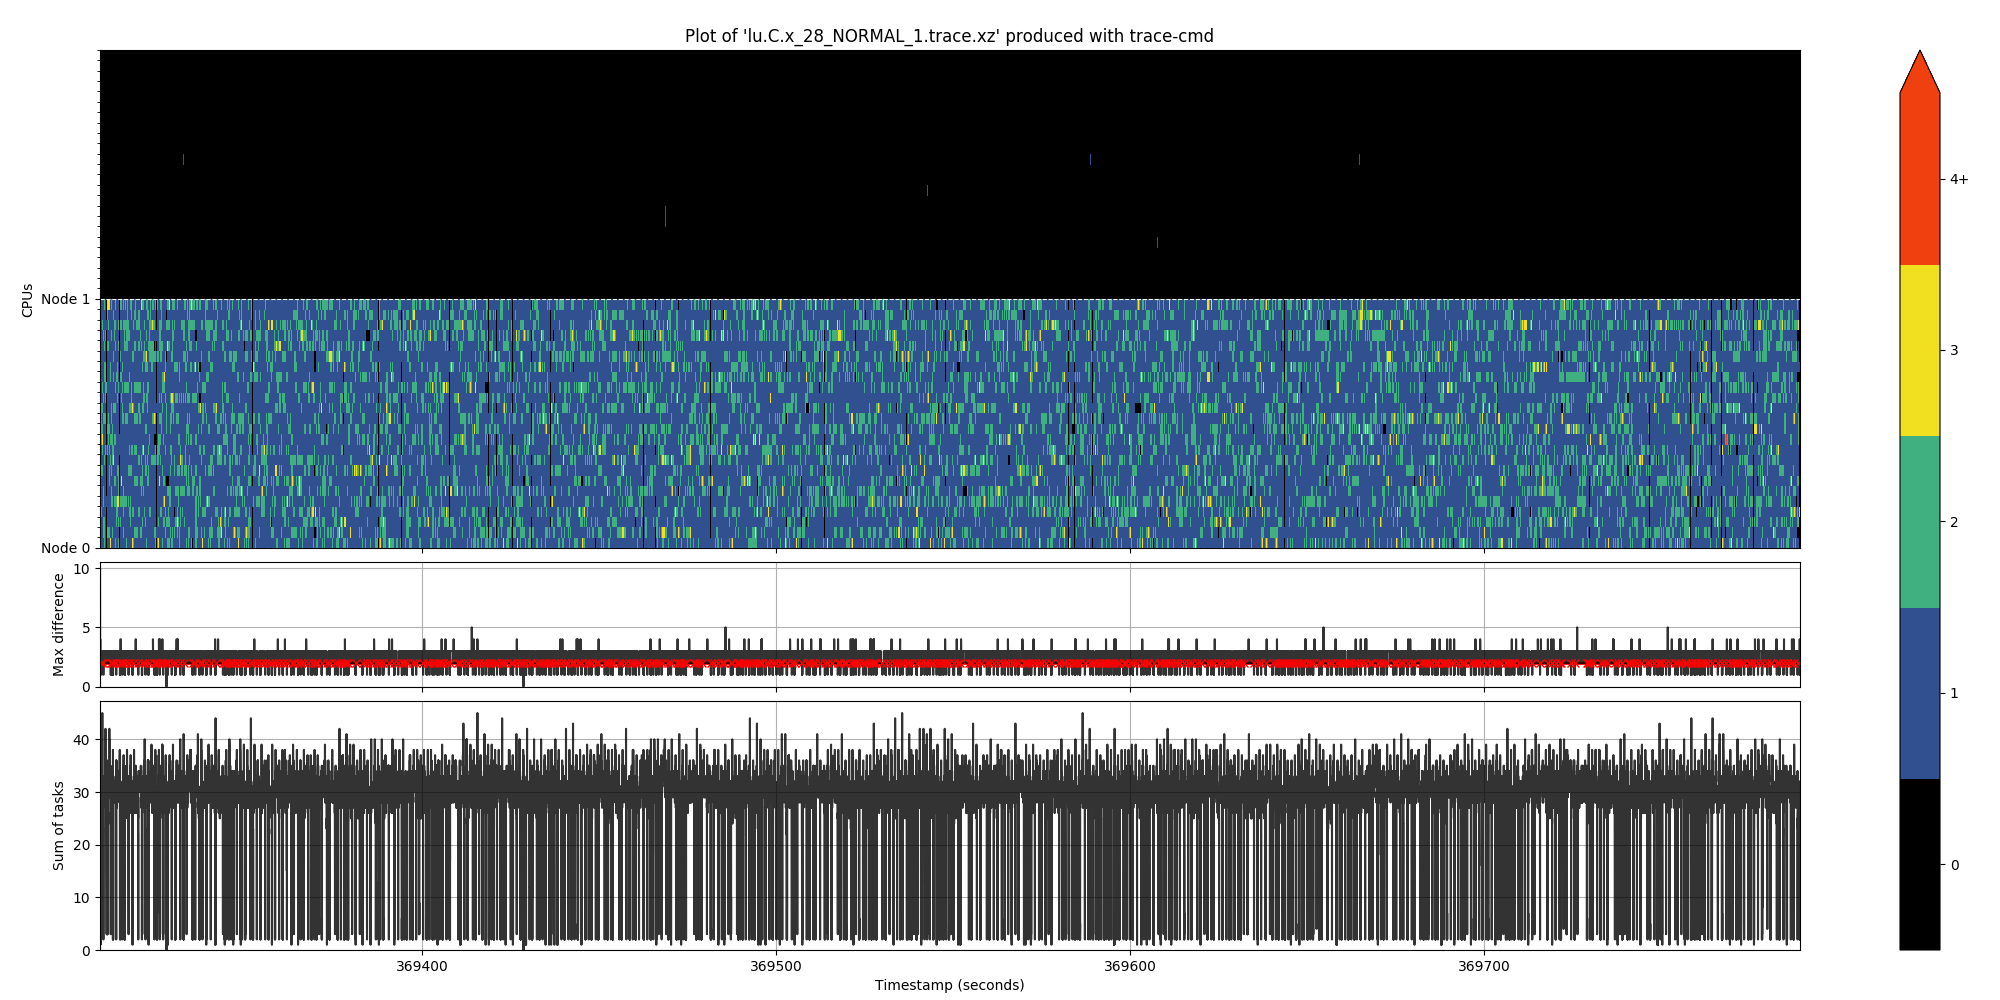 Plot of 'lu.C.x_28_NORMAL_1.trace.xz' produced with trace-cmd
CPUs
Node 1
Node 0
4+
3
2
1
0
Max difference
10
5
0
Sum of tasks
40
30
20
10
0
369400
369500
369600
369700
Timestamp (seconds)